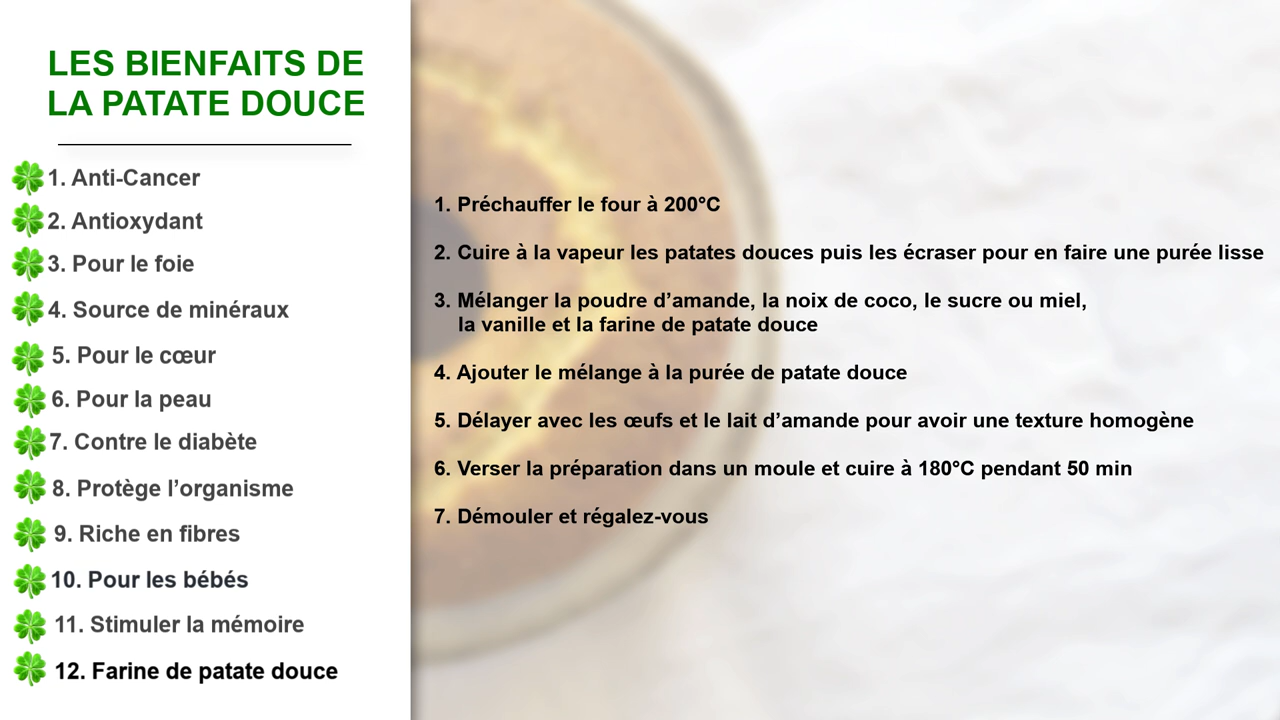 LES BIENFAITS DE
LA PATATE DOUCE
1. Anti-Cancer
2. Antioxydant
3. Pour le foie
4. Source de minéraux
5. Pour le cœur
6. Pour la peau
7. Contre le diabète
8. Protège l’organisme
9. Riche en fibres
10. Pour les bébés
11. Stimuler la mémoire
12. Farine de patate douce
1. Préchauffer le four à 200°C
2. Cuire à la vapeur les patates douces puis les écraser pour en faire une purée lisse
3. Mélanger la poudre d’amande, la noix de coco, le sucre ou miel,
la vanille et la farine de patate douce
4. Ajouter le mélange à la purée de patate douce
5. Délayer avec les œufs et le lait d’amande pour avoir une texture homogène
6. Verser la préparation dans un moule et cuire à 180°C pendant 50 min
7. Démouler et régalez-vous